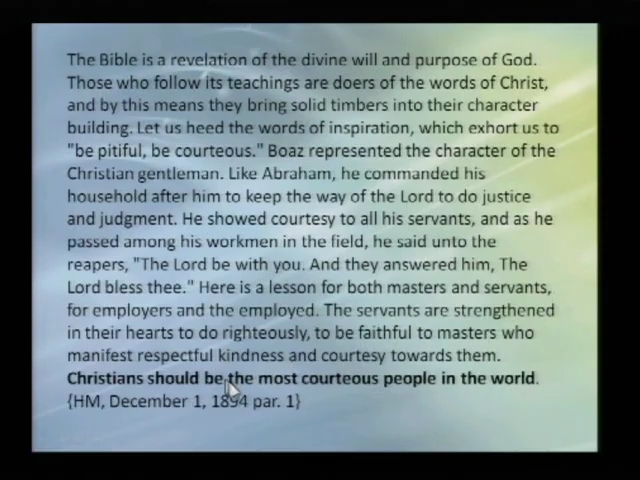 The Bible is a revelation of the divine will and purpose of God.
Those who follow its teachings are doers of the words of Christ,
and by this means they bring solid timbers into their character
building. Let us heed the words of inspiration, which exhort us to
"be pitiful, be courteous." Boaz represented the character of the
Christian gentleman. Like Abraham, he commanded his
household after him to keep the way of the Lord to do justice
and judgment. He showed courtesy to all his servants, and as he
passed among his workmen in the field, he said unto the
reapers, "The Lord be with you. And they answered him, The
Lord bless thee." Here is a lesson for both masters and servants,
for employers and the employed. The servants are strengthened
in their hearts to do righteously, to be faithful to masters who
manifest respectful kindness and courtesy towards them.
Christians should be the most courteous people in the world.
{HM, December 1, 1894 par. 1}